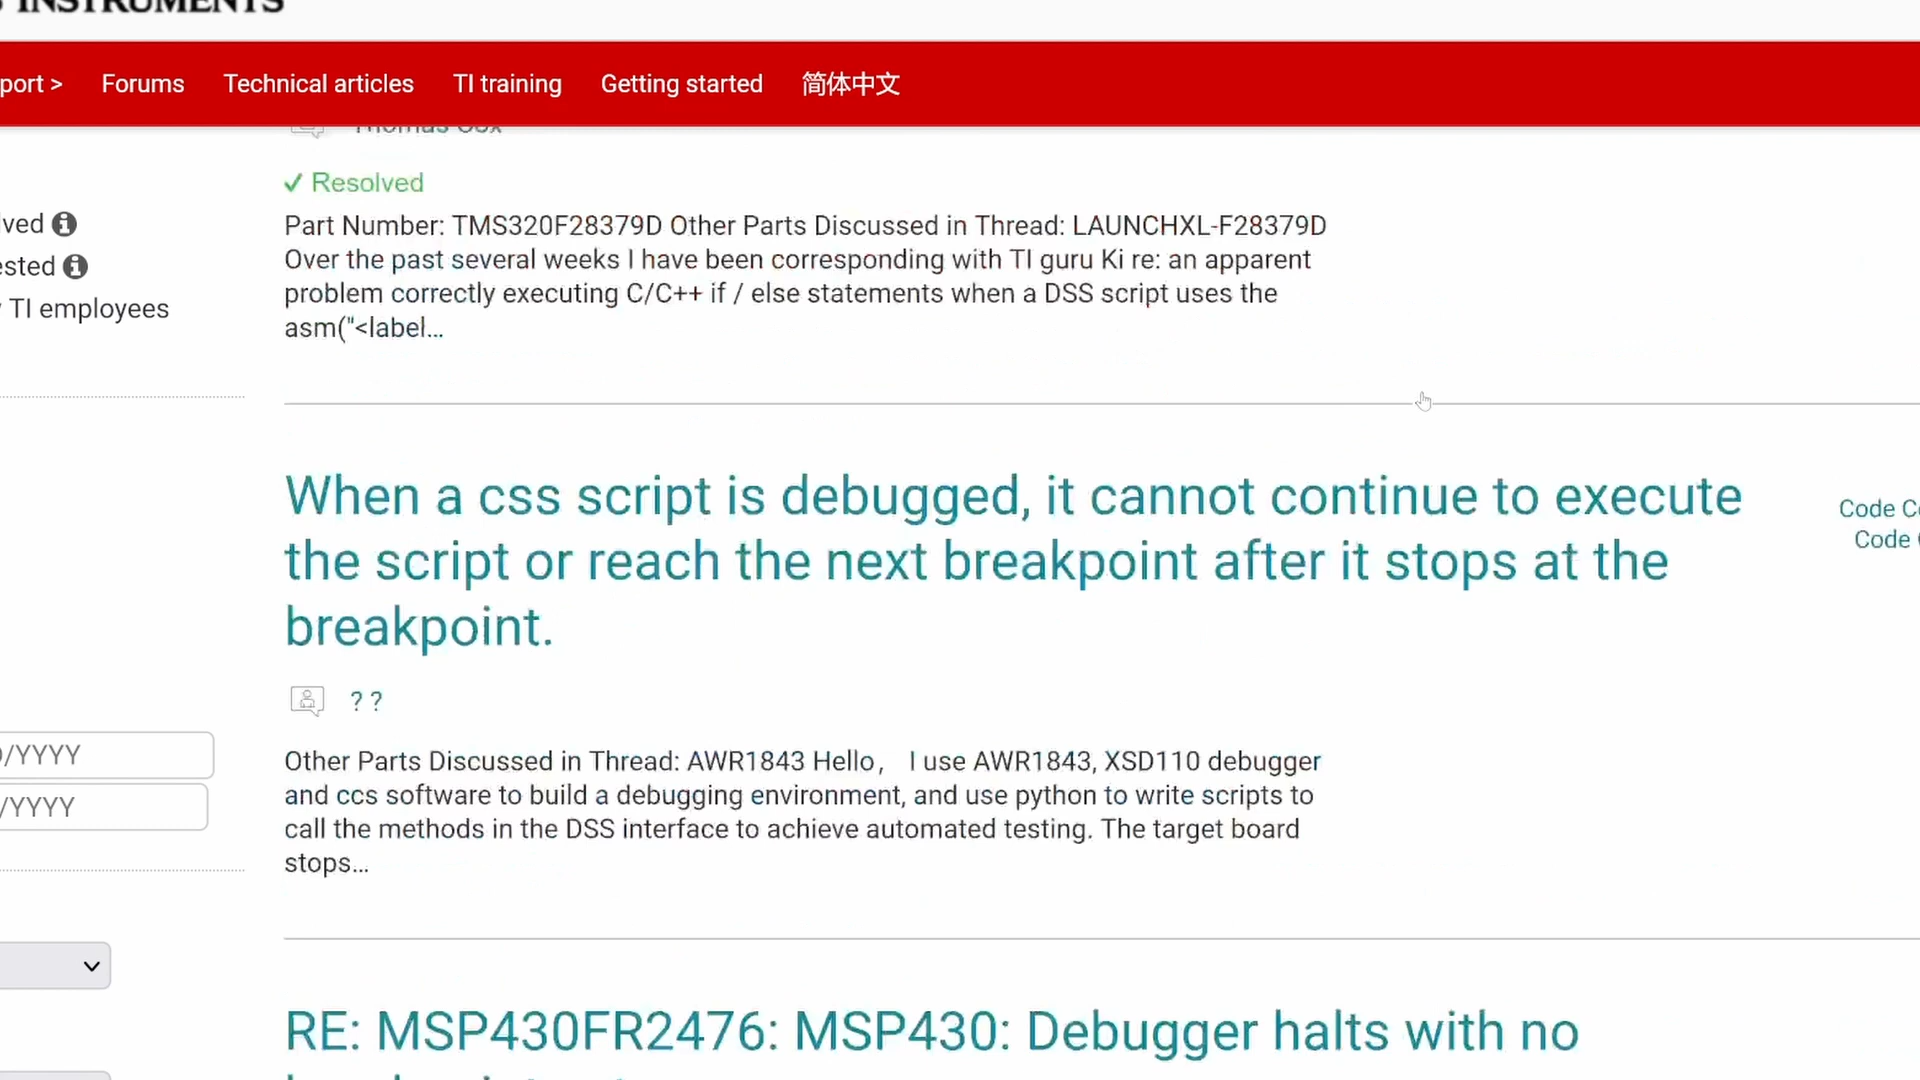 INSTRUMENTS
port > Forums Technical articles TI training Getting started 简体中文
Thomas Cox
✓ Resolved
Part Number: TMS320F28379D Other Parts Discussed in Thread: LAUNCHXL-F28379D
Over the past several weeks I have been corresponding with TI guru Ki re: an apparent
problem correctly executing C/C++ if / else statements when a DSS script uses the
asm("<label…
ved
ested
TI employees
When a css script is debugged, it cannot continue to execute
the script or reach the next breakpoint after it stops at the
breakpoint.
Code C
Code
? ?
Other Parts Discussed in Thread: AWR1843 Hello， I use AWR1843, XSD110 debugger
and ccs software to build a debugging environment, and use python to write scripts to
call the methods in the DSS interface to achieve automated testing. The target board
stops…
/YYYY
/YYYY
RE: MSP430FR2476: MSP430: Debugger halts with no